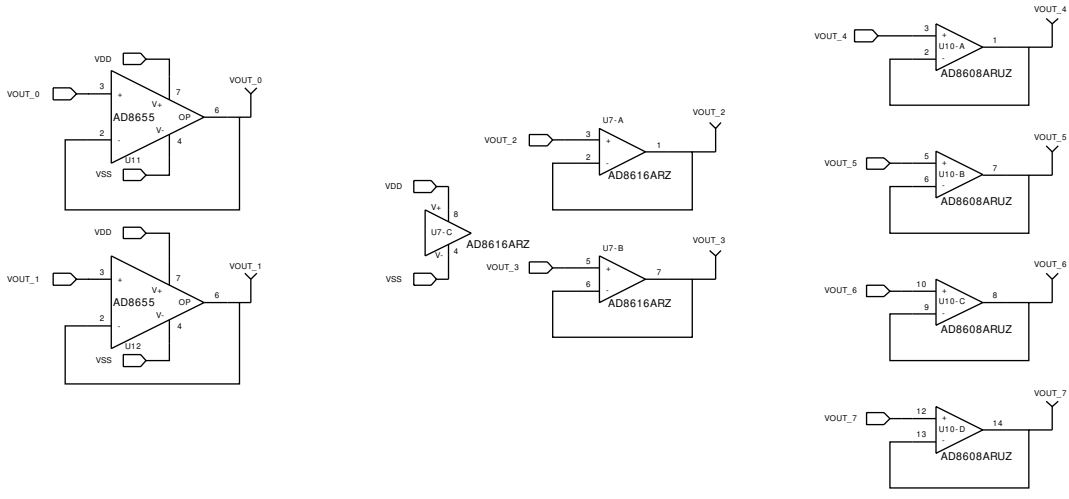 VDD
VOUT_0
VOUT_0
3
+
V+
7
AD8655
OP
6
2
-
V-
4
U11
VSS
VDD
VOUT_1
VOUT_1
3
+
V+
7
AD8655
OP
6
2
-
V-
4
U12
VSS
VDD
V+
8
U7-C
AD8616ARZ
V-
4
VSS
U7-A
VOUT_2
VOUT_2
3
+
1
2
-
AD8616ARZ
U7-B
VOUT_3
VOUT_3
5
+
7
6
-
AD8616ARZ
VOUT_4
VOUT_4
3
+
1
U10-A
2
-
AD8608ARUZ
VOUT_5
VOUT_5
5
+
7
U10-B
6
-
AD8608ARUZ
VOUT_6
VOUT_6
10
+
8
U10-C
9
-
AD8608ARUZ
VOUT_7
VOUT_7
12
+
14
U10-D
13
-
AD8608ARUZ